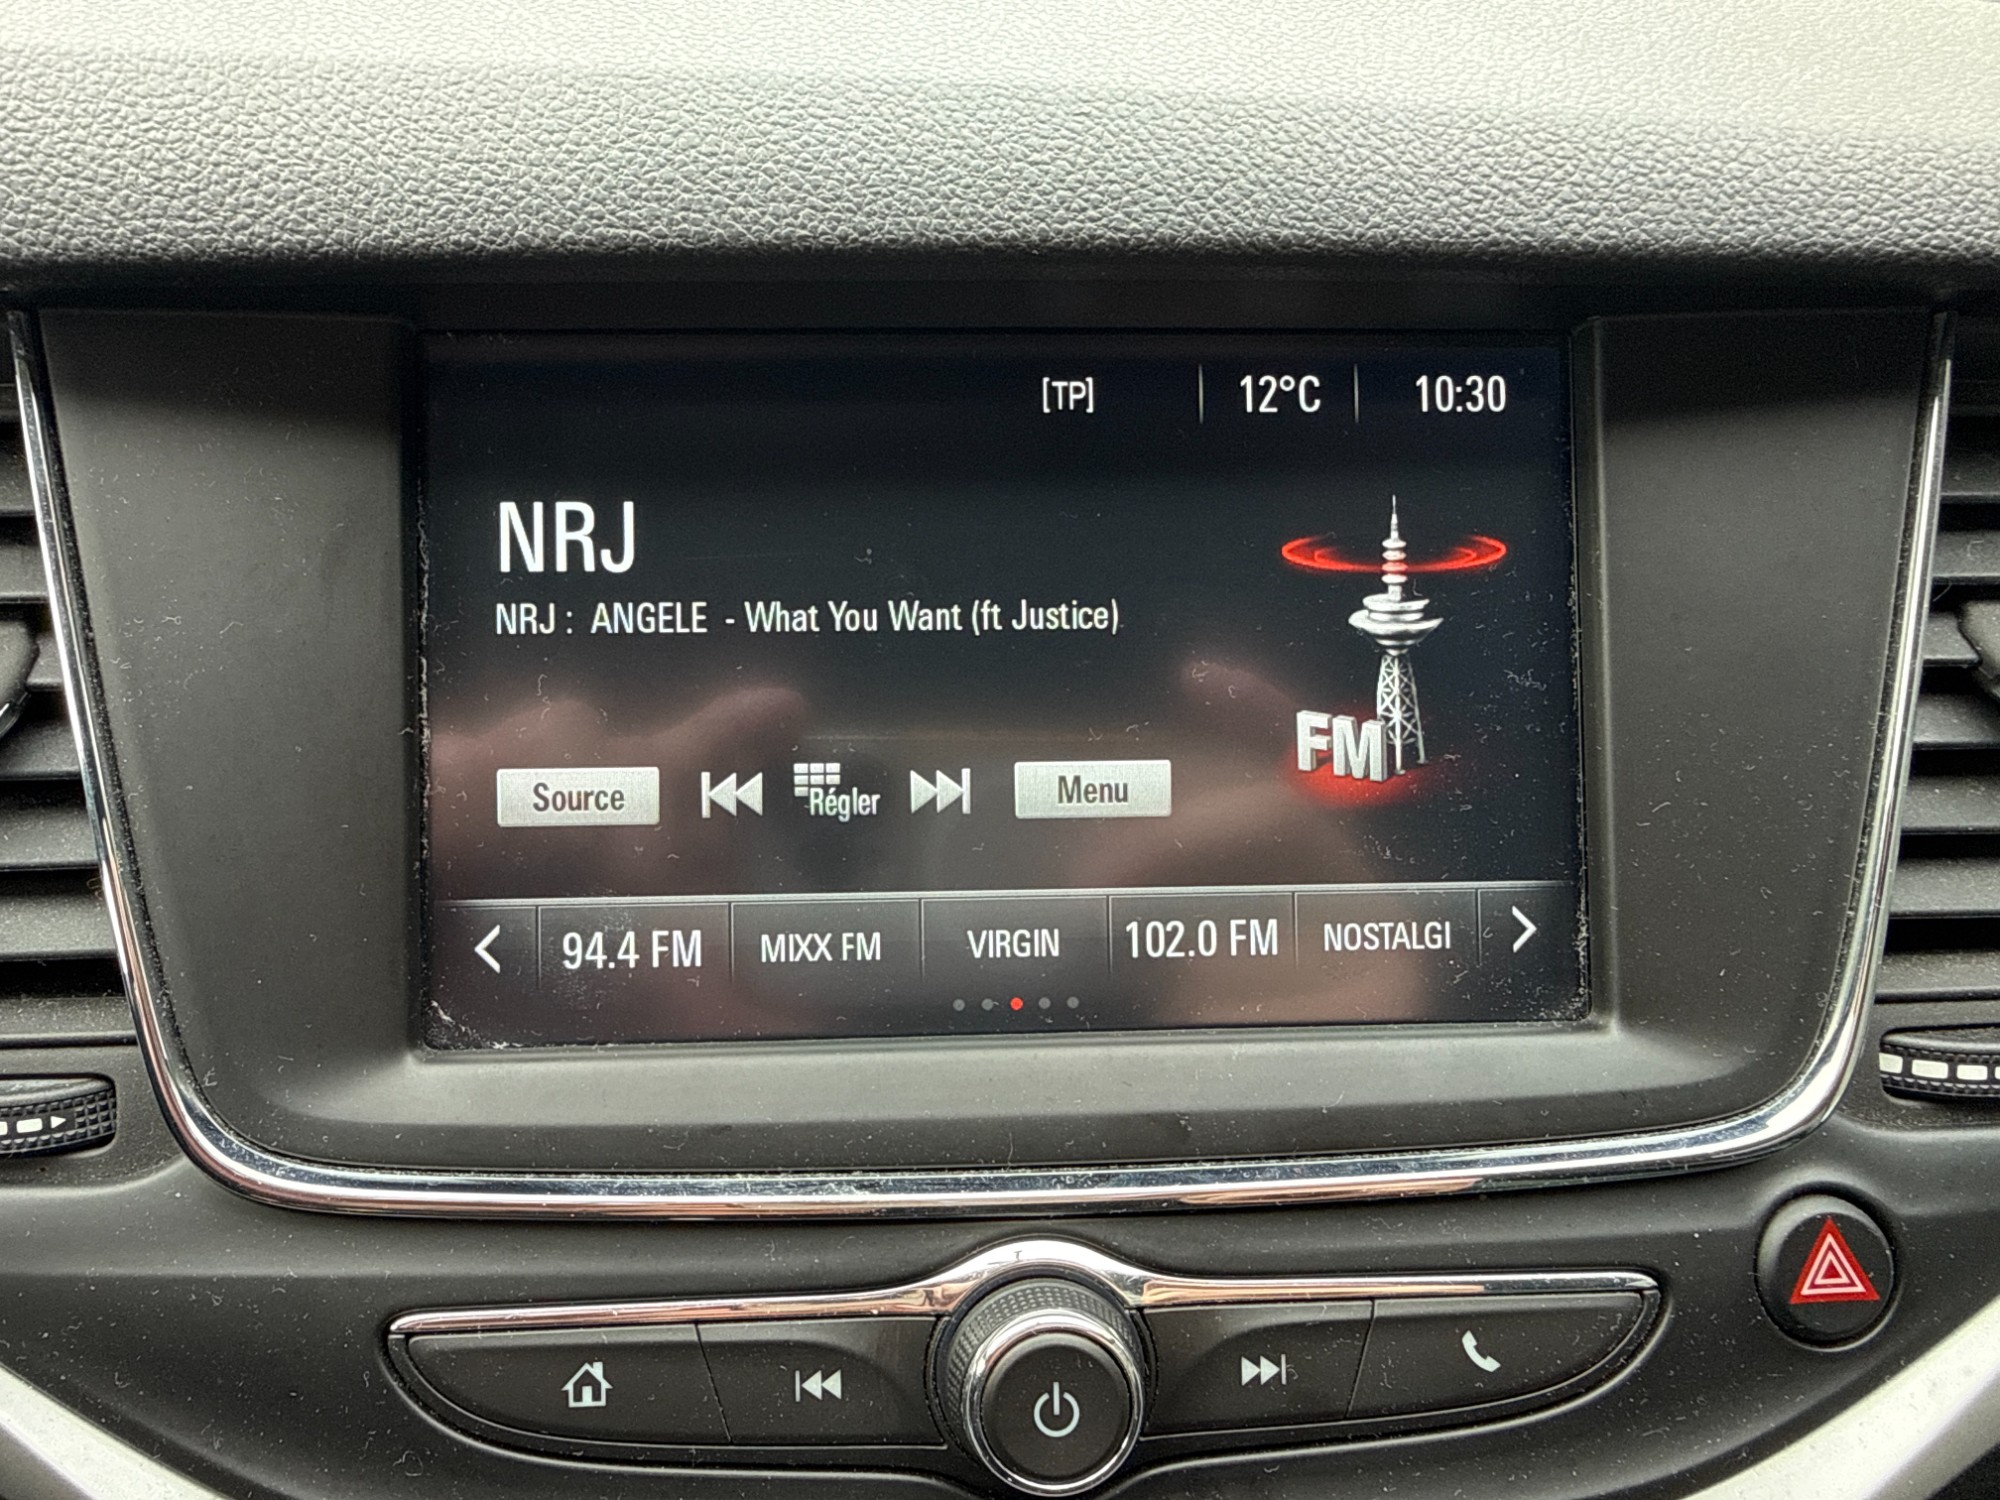 [TP] 12°C 10:30
NRJ
NRJ : ANGELE - What You Want (ft Justice)
FM
Source Régler Menu
94.4 FM MIXX FM VIRGIN 102.0 FM NOSTALGI